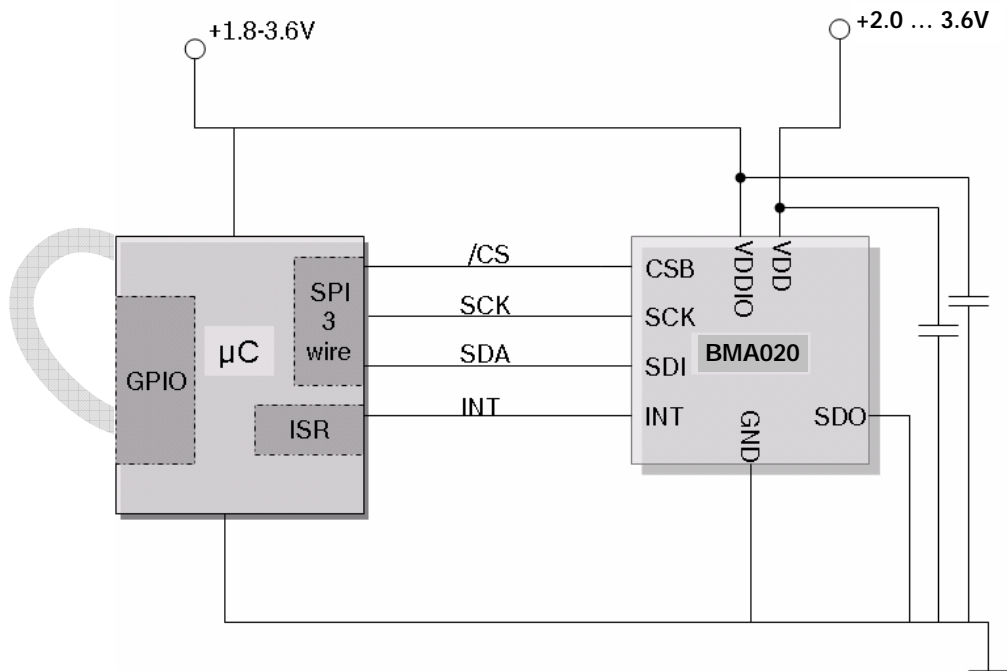 +1.8-3.6V
+2.0 ... 3.6V
/CS
SCK
SDA
INT
SPI
3
wire
µC
GPIO
ISR
CSB
SCK
SDI
INT
VDDIO
VDD
BMA020
GND
SDO